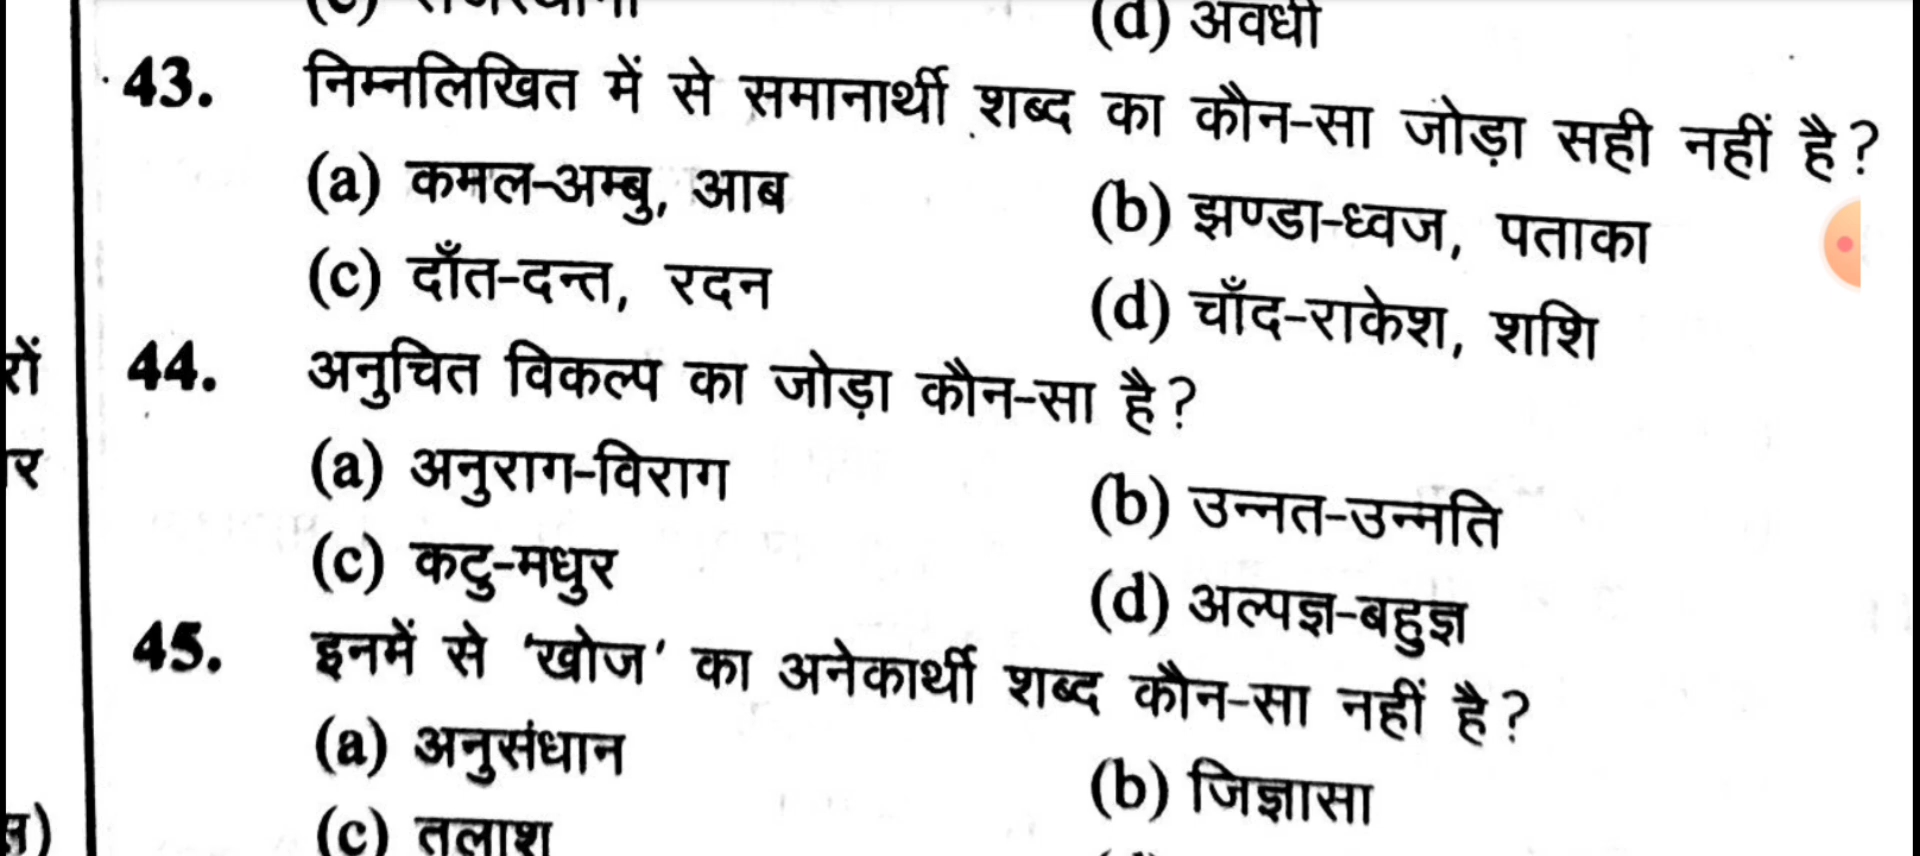 (d) अवधी
43. निम्नलिखित में से समानार्थी शब्द का कौन-सा जोड़ा सही नहीं है?
(a) कमल-अम्बु, आब (b) झण्डा-ध्वज, पताका
(c) दाँत-दन्त, रदन (d) चाँद-राकेश, शशि
44. अनुचित विकल्प का जोड़ा कौन-सा है?
(a) अनुराग-विराग (b) उन्नत-उन्नति
(c) कटु-मधुर (d) अल्पज्ञ-बहुज्ञ
45. इनमें से ‘खोज’ का अनेकार्थी शब्द कौन-सा नहीं है?
(a) अनुसंधान (b) जिज्ञासा
(c) तलाश